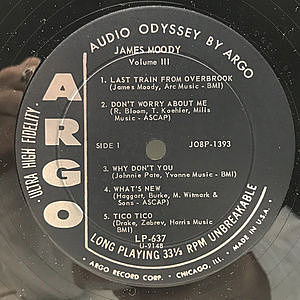 AUDIO ODYSSEY BY ARGO
JAMES MOODY
Volume III
ARGO
ULTRA HIGH FIDELITY
1. LAST TRAIN FROM OVERBROOK
(James Moody, Arc Music - BMI)
2. DON'T WORRY ABOUT ME
(R. Bloom, T. Koehler, Mills
Music - ASCAP)
SIDE 1
JO8P-1393
3. WHY DON'T YOU
(Johnnie Pate, Yvonne Music - BMI)
4. WHAT'S NEW
(Haggart, Burke, M. Witmark &
Sons - ASCAP)
5. TICO TICO
(Drake, Zebrev, Harris Music - BMI)
LP-637
U-9148
LONG PLAYING 33⅓ RPM UNBREAKABLE
• ARGO RECORD CORP. • CHICAGO, Ill. • MADE IN U.S.A. •